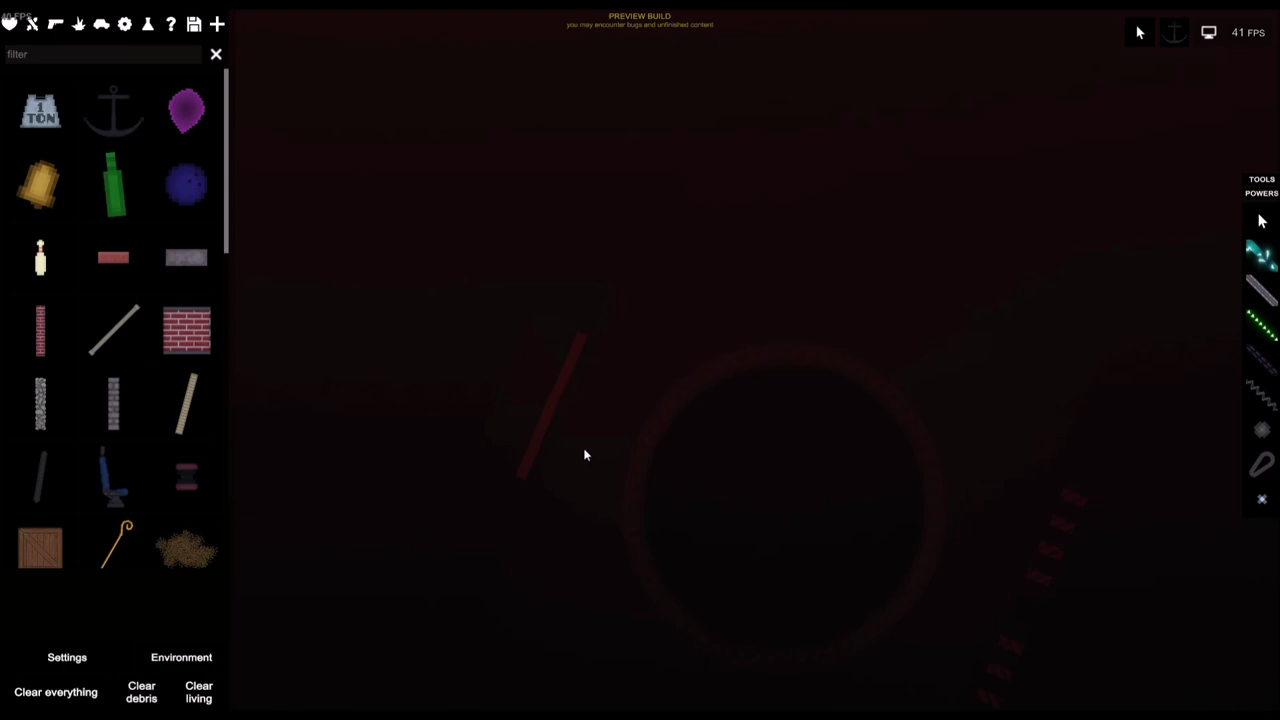 PREVIEW BUILD
you may encounter bugs and unfinished content
41 FPS
filter
1
TON
TOOLS
POWERS
Settings
Environment
Clear everything
Clear
debris
Clear
living